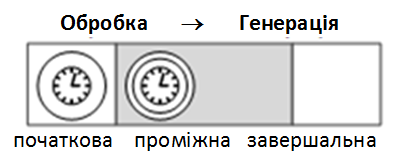 Обробка → Генерація
початкова проміжна завершальна